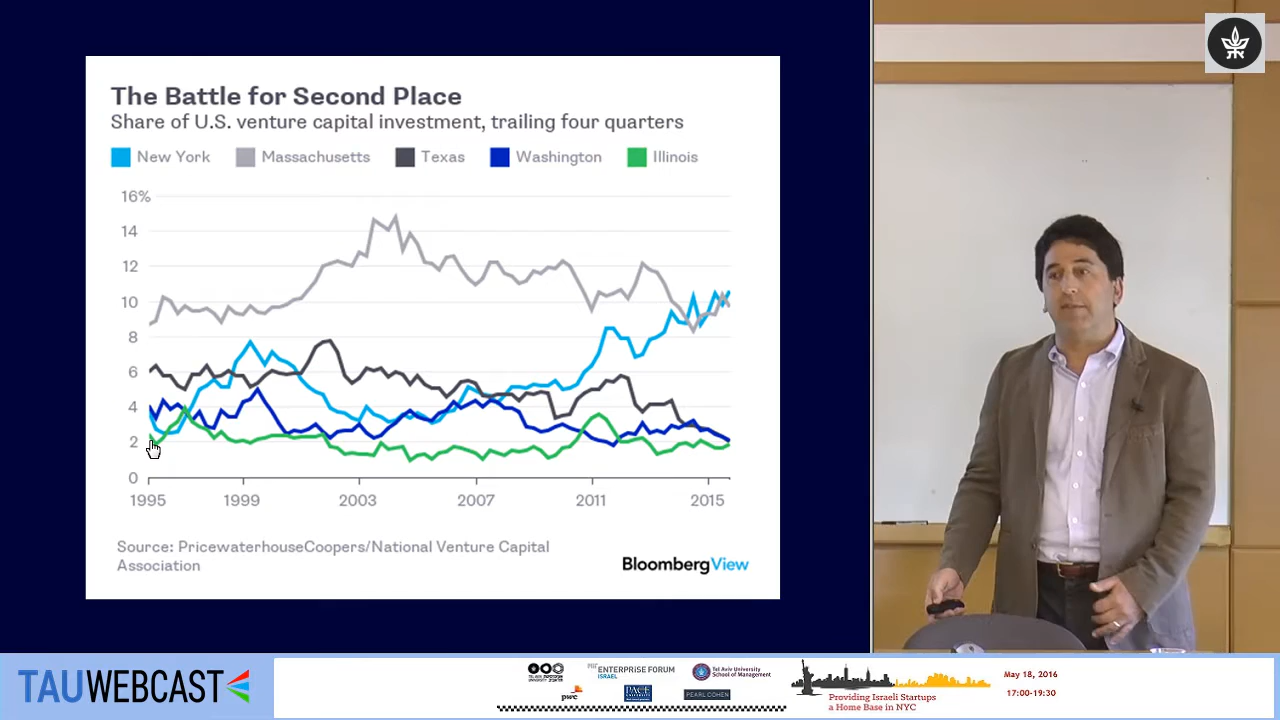 The Battle for Second Place
Share of U.S. venture capital investment, trailing four quarters
New York Massachusetts Texas Washington Illinois
16%
14
12
10
8
6
4
2
0
1995 1999 2003 2007 2011 2015
Source: PricewaterhouseCoopers/National Venture Capital
Association
BloombergView
TAUWEBCAST
MIT ENTERPRISE FORUM
ISRAEL
Tel Aviv University
School of Management
pwc
PACE
PEARL COHEN
Providing Israeli Startups
a Home Base in NYC
May 18, 2016
17:00-19:30